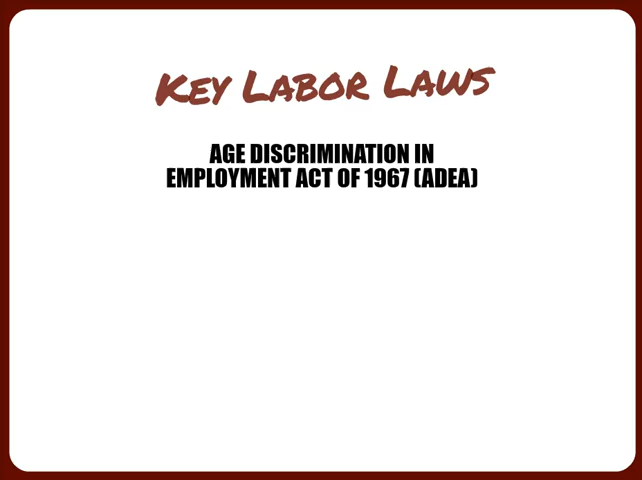 Key Labor Laws
AGE DISCRIMINATION IN
EMPLOYMENT ACT OF 1967 (ADEA)